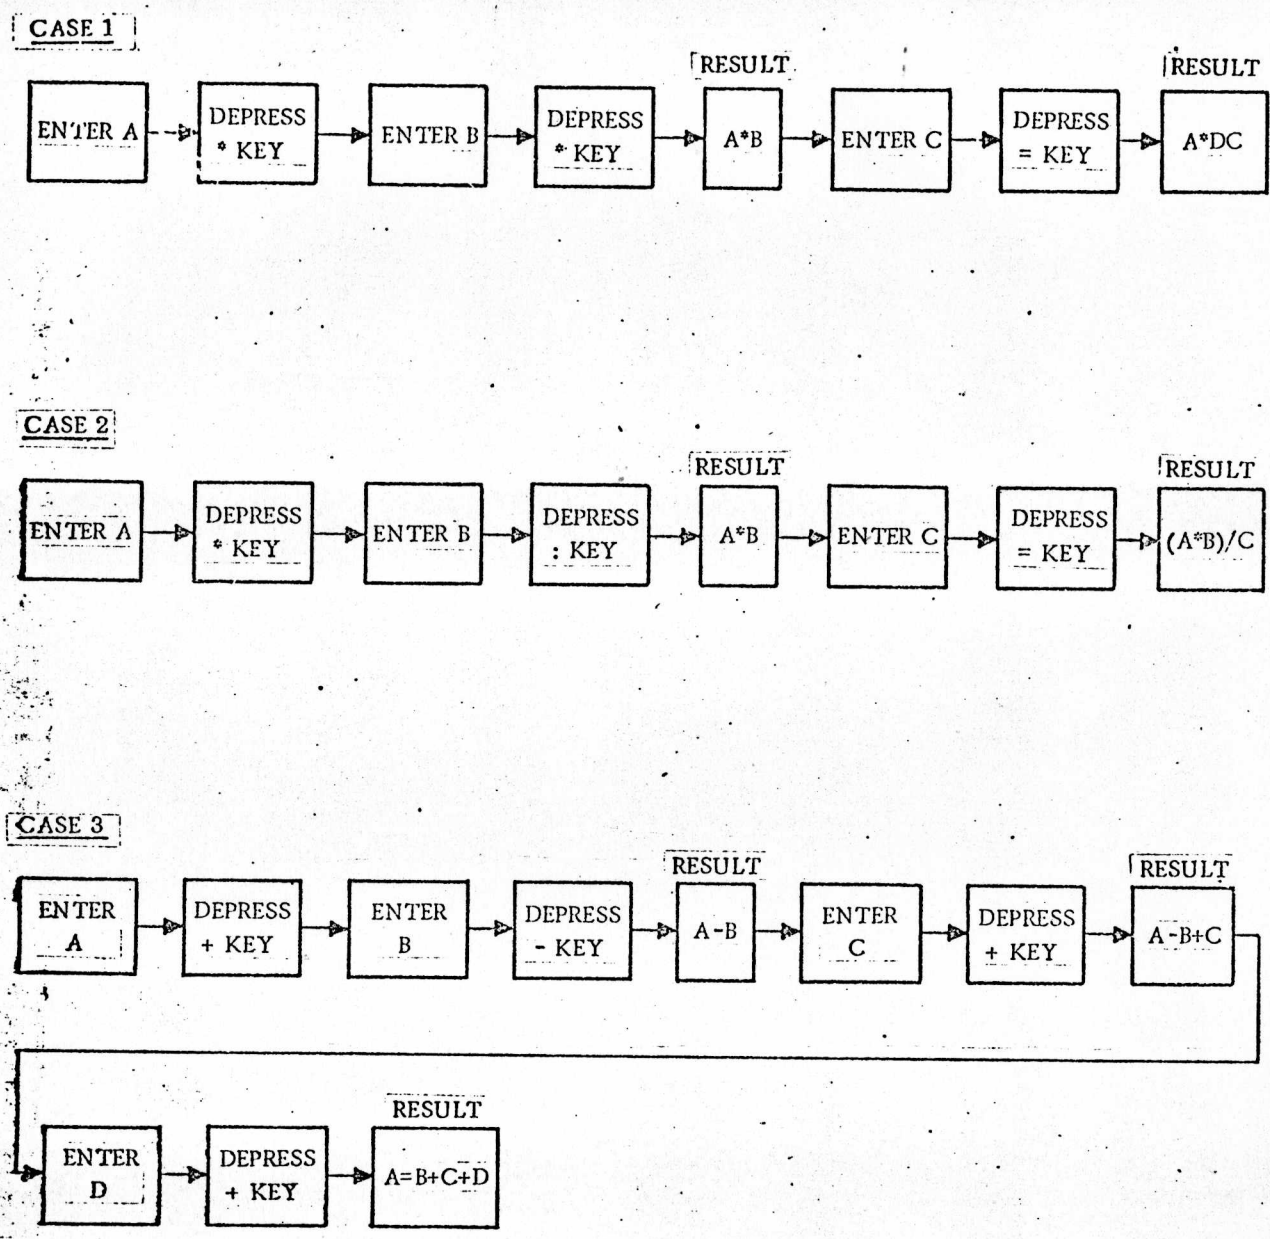 CASE 1
RESULT
RESULT
ENTER A
DEPRESS
* KEY
ENTER B
DEPRESS
* KEY
A*B
ENTER C
DEPRESS
= KEY
A*DC
CASE 2
RESULT
RESULT
ENTER A
DEPRESS
* KEY
ENTER B
DEPRESS
: KEY
A*B
ENTER C
DEPRESS
= KEY
(A*B)/C
CASE 3
RESULT
RESULT
ENTER
A
DEPRESS
+ KEY
ENTER
B
DEPRESS
- KEY
A-B
ENTER
C
DEPRESS
+ KEY
A-B+C
RESULT
ENTER
D
DEPRESS
+ KEY
A=B+C+D